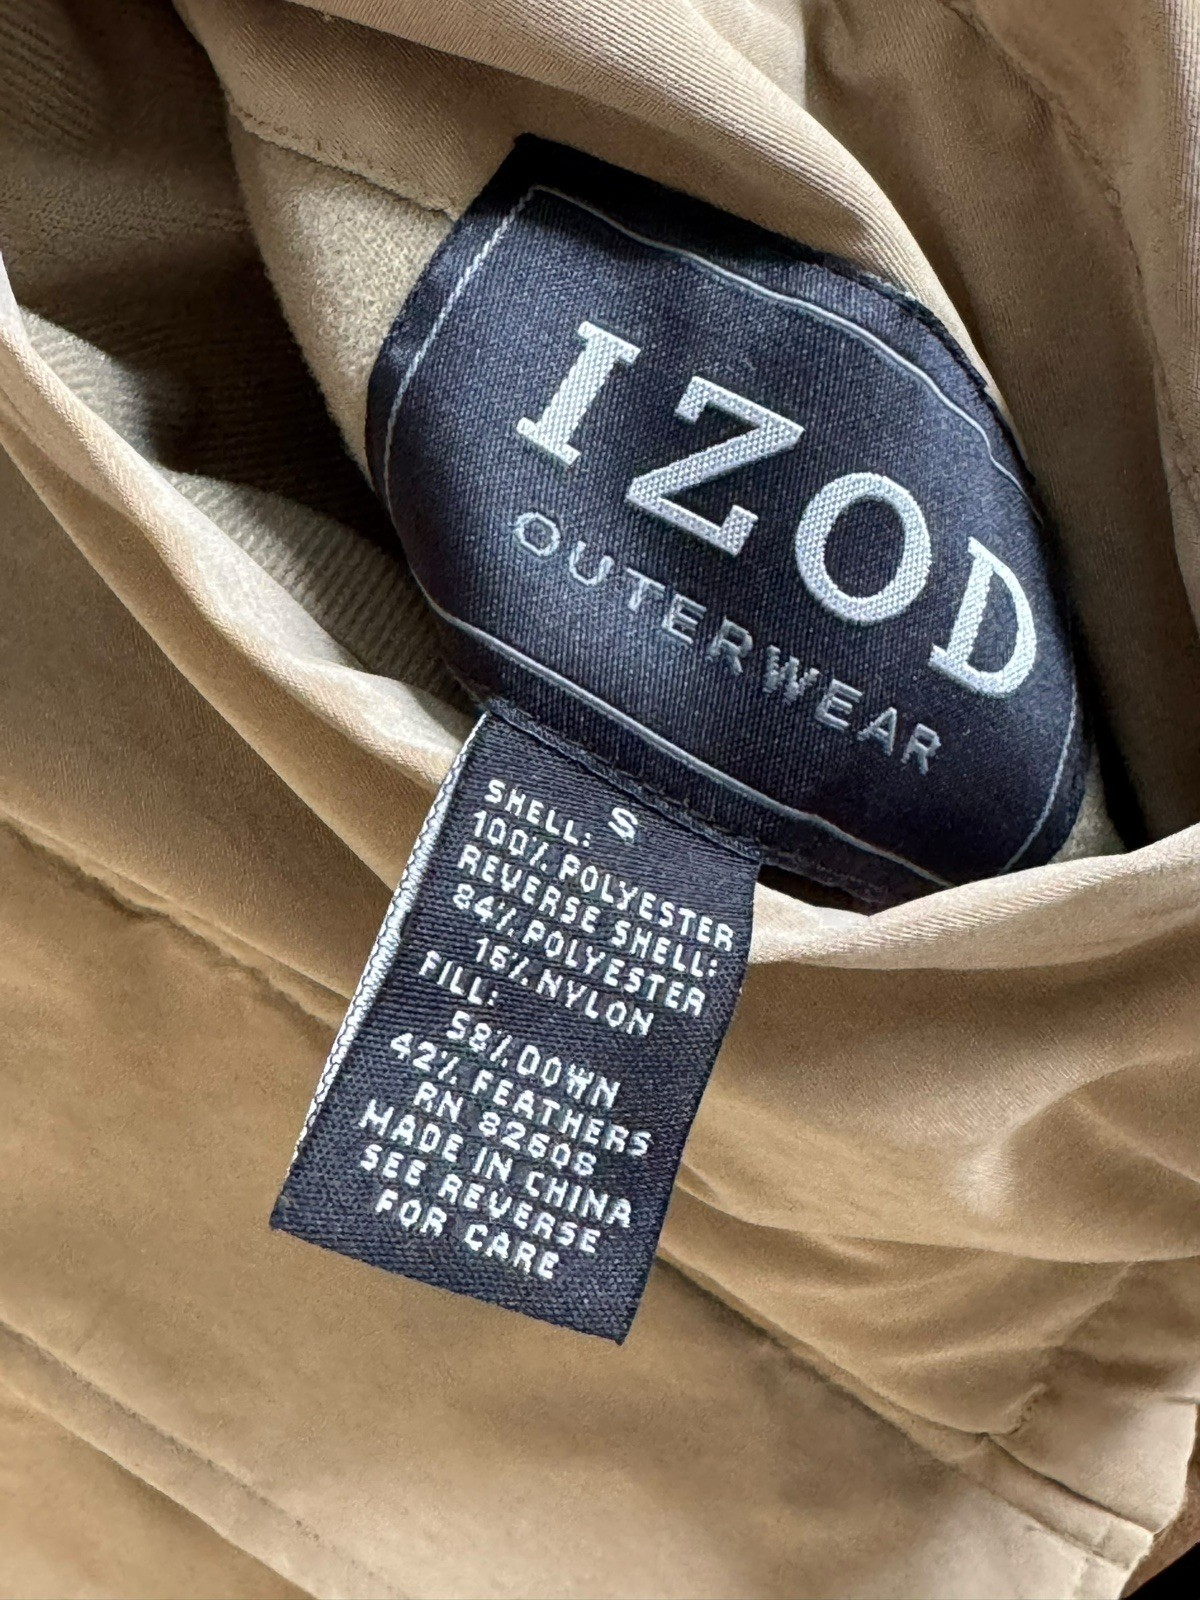 IZOD
OUTERWEAR
S
SHELL:
100% POLYESTER
REVERSE SHELL:
84% POLYESTER
16% NYLON
FILL:
58% DOWN
42% FEATHERS
RN 82608
MADE IN CHINA
SEE REVERSE
FOR CARE